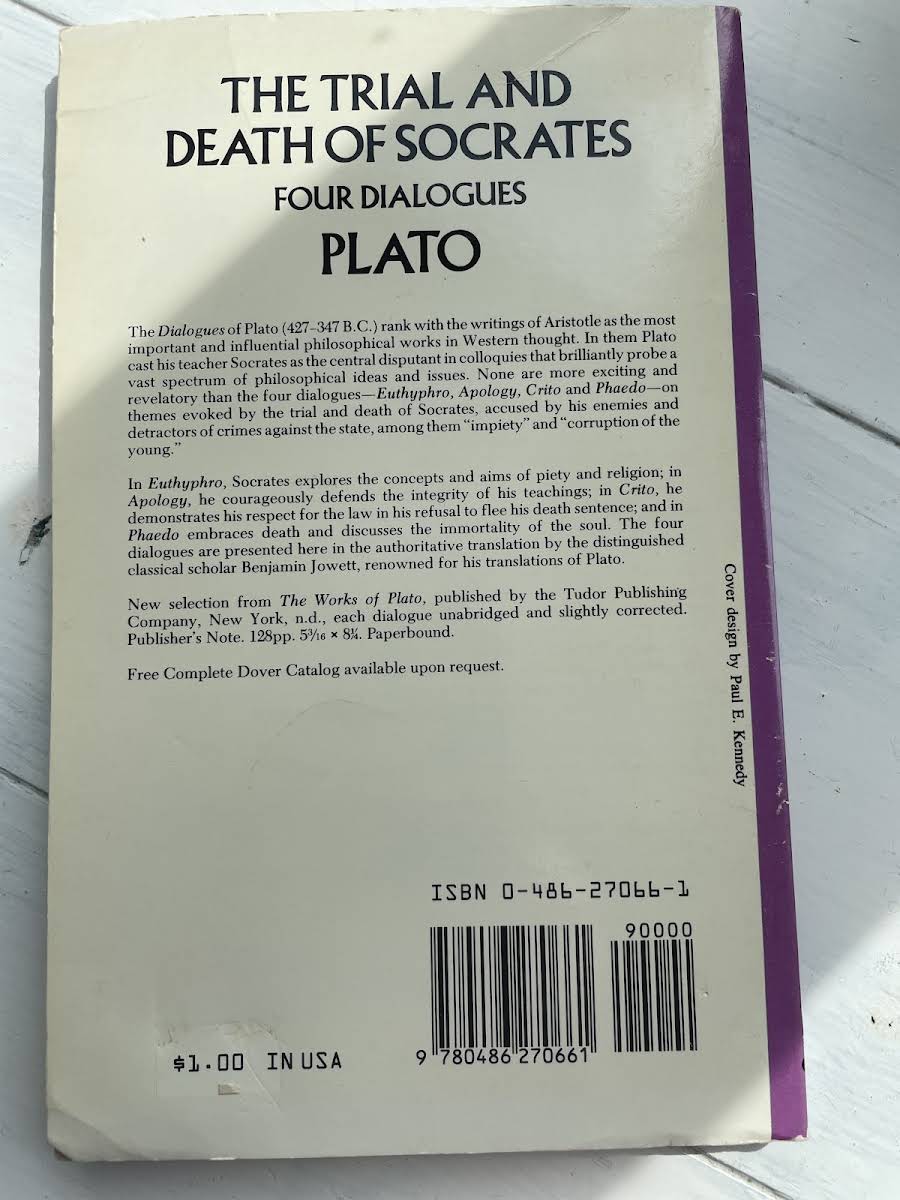 THE TRIAL AND
DEATH OF SOCRATES
FOUR DIALOGUES
PLATO
The Dialogues of Plato (427–347 B.C.) rank with the writings of Aristotle as the most
important and influential philosophical works in Western thought. In them Plato
cast his teacher Socrates as the central disputant in colloquies that brilliantly probe a
vast spectrum of philosophical ideas and issues. None are more exciting and
revelatory than the four dialogues—Euthyphro, Apology, Crito and Phaedo—on
themes evoked by the trial and death of Socrates, accused by his enemies and
detractors of crimes against the state, among them "impiety" and "corruption of the
young."
In Euthyphro, Socrates explores the concepts and aims of piety and religion; in
Apology, he courageously defends the integrity of his teachings; in Crito, he
demonstrates his respect for the law in his refusal to flee his death sentence; and in
Phaedo embraces death and discusses the immortality of the soul. The four
dialogues are presented here in the authoritative translation by the distinguished
classical scholar Benjamin Jowett, renowned for his translations of Plato.
New selection from The Works of Plato, published by the Tudor Publishing
Company, New York, n.d., each dialogue unabridged and slightly corrected.
Publisher's Note. 128pp. 5³⁄₁₆ × 8¼. Paperbound.
Free Complete Dover Catalog available upon request.
Cover design by Paul E. Kennedy
ISBN 0-486-27066-1
90000
9 780486 270661
$1.00 IN USA